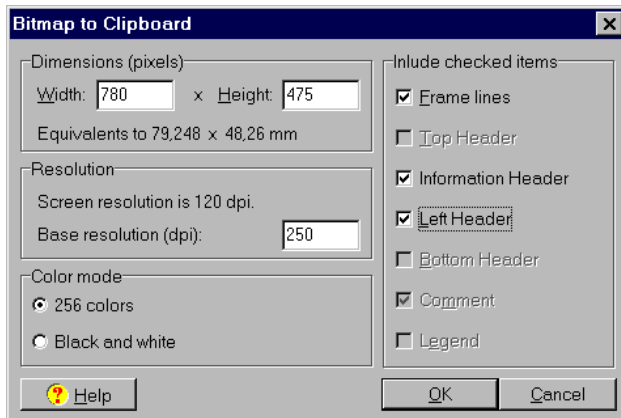 Bitmap to Clipboard
Dimensions (pixels)
Width: 780 x Height: 475
Equivalents to 79,248 x 48,26 mm
Resolution
Screen resolution is 120 dpi.
Base resolution (dpi): 250
Color mode
256 colors
Black and white
Inlude checked items
Frame lines
Top Header
Information Header
Left Header
Bottom Header
Comment
Legend
? Help
OK
Cancel